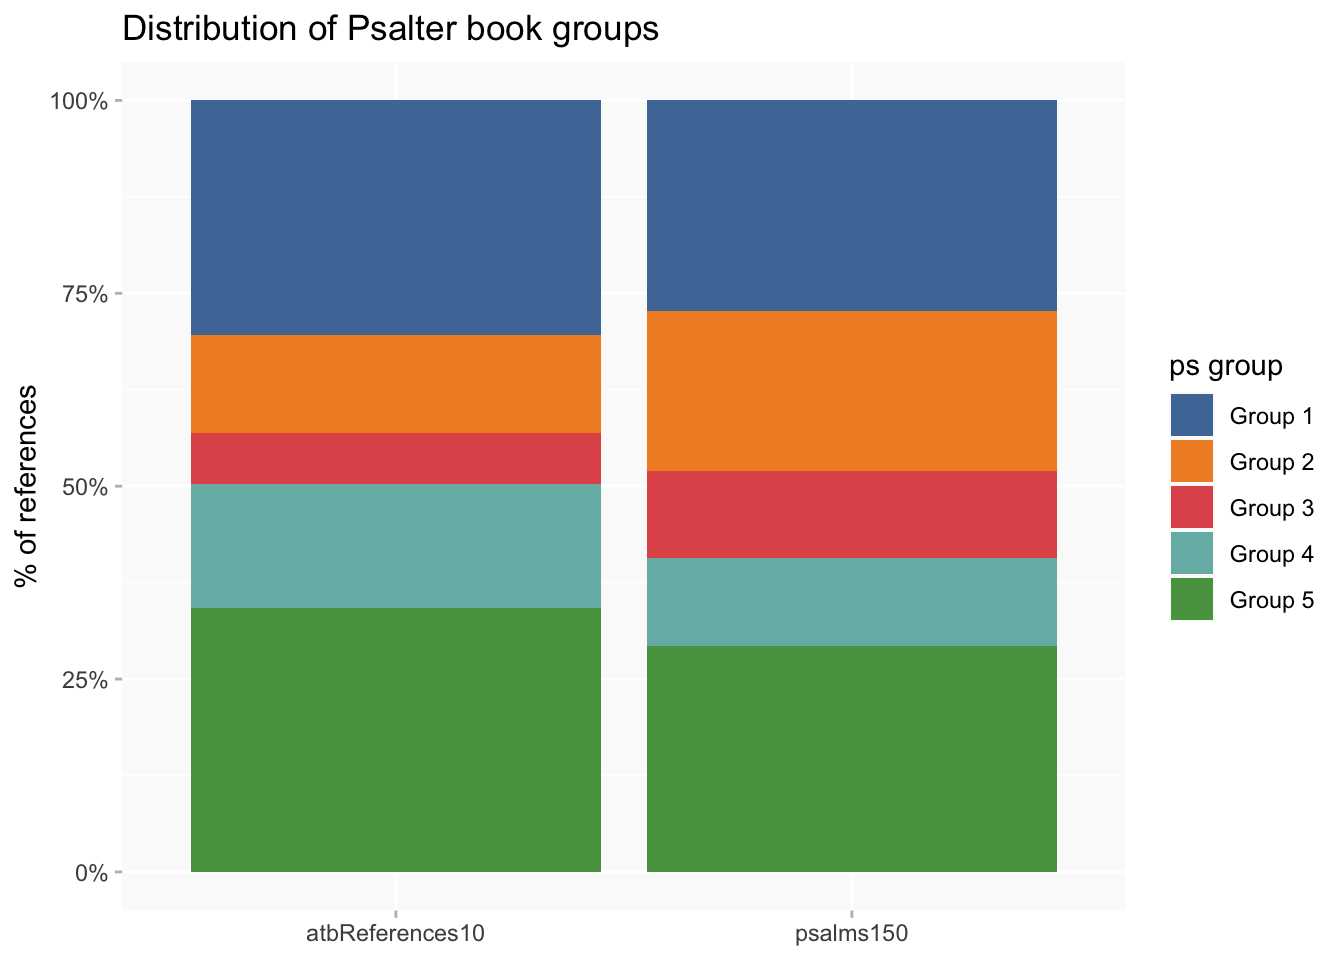 Distribution of Psalter book groups
% of references
100%
75%
50%
25%
0%
atbReferences10
psalms150
ps group
Group 1
Group 2
Group 3
Group 4
Group 5